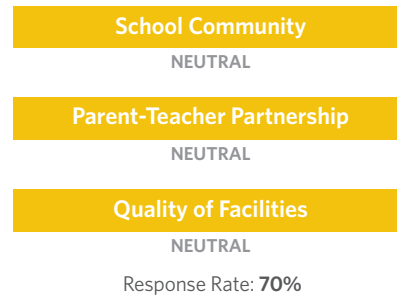 School Community
NEUTRAL
Parent-Teacher Partnership
NEUTRAL
Quality of Facilities
NEUTRAL
Response Rate: 70%